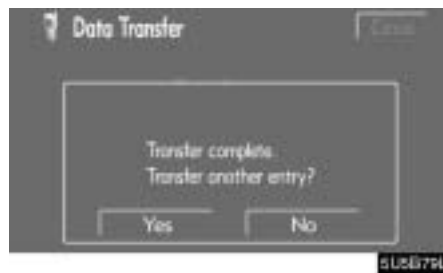 Data Transfer
Transfer complete.
Transfer another entry?
Yes No